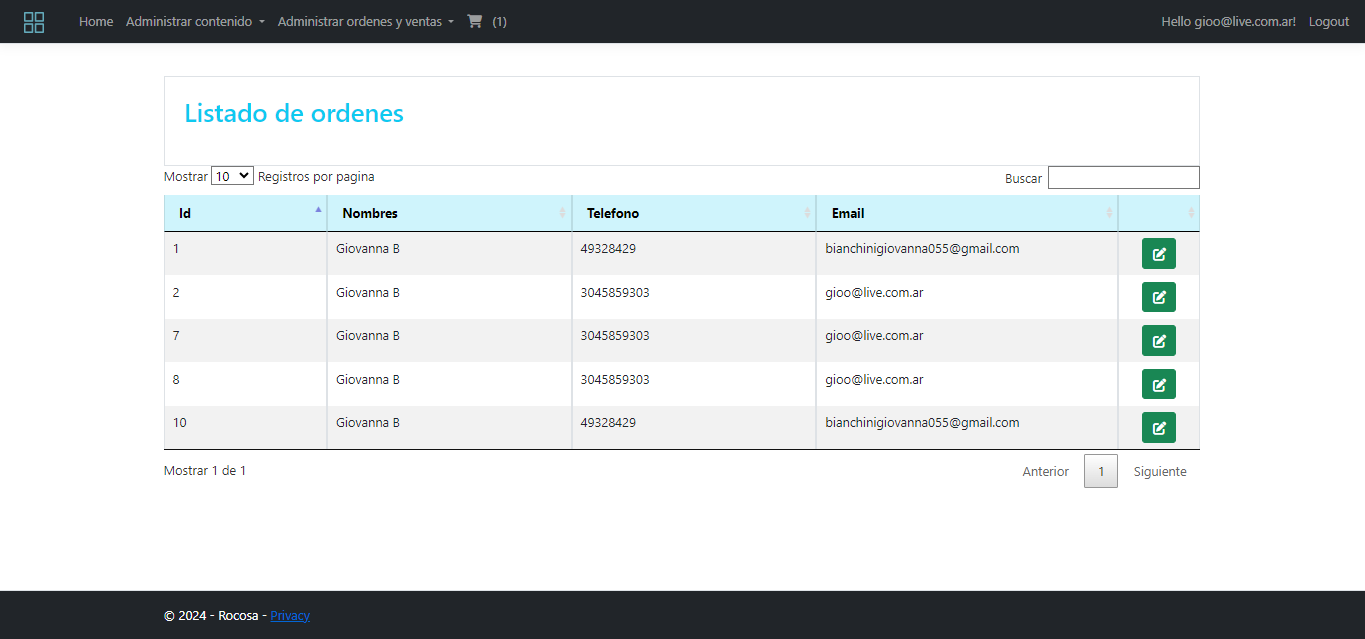 Home Administrar contenido Administrar ordenes y ventas (1) Hello gioo@live.com.ar! Logout
Listado de ordenes
Mostrar 10 Registros por pagina Buscar
Id Nombres Telefono Email
1 Giovanna B 49328429 bianchinigiovanna055@gmail.com
2 Giovanna B 3045859303 gioo@live.com.ar
7 Giovanna B 3045859303 gioo@live.com.ar
8 Giovanna B 3045859303 gioo@live.com.ar
10 Giovanna B 49328429 bianchinigiovanna055@gmail.com
Mostrar 1 de 1 Anterior 1 Siguiente
© 2024 - Rocosa - Privacy